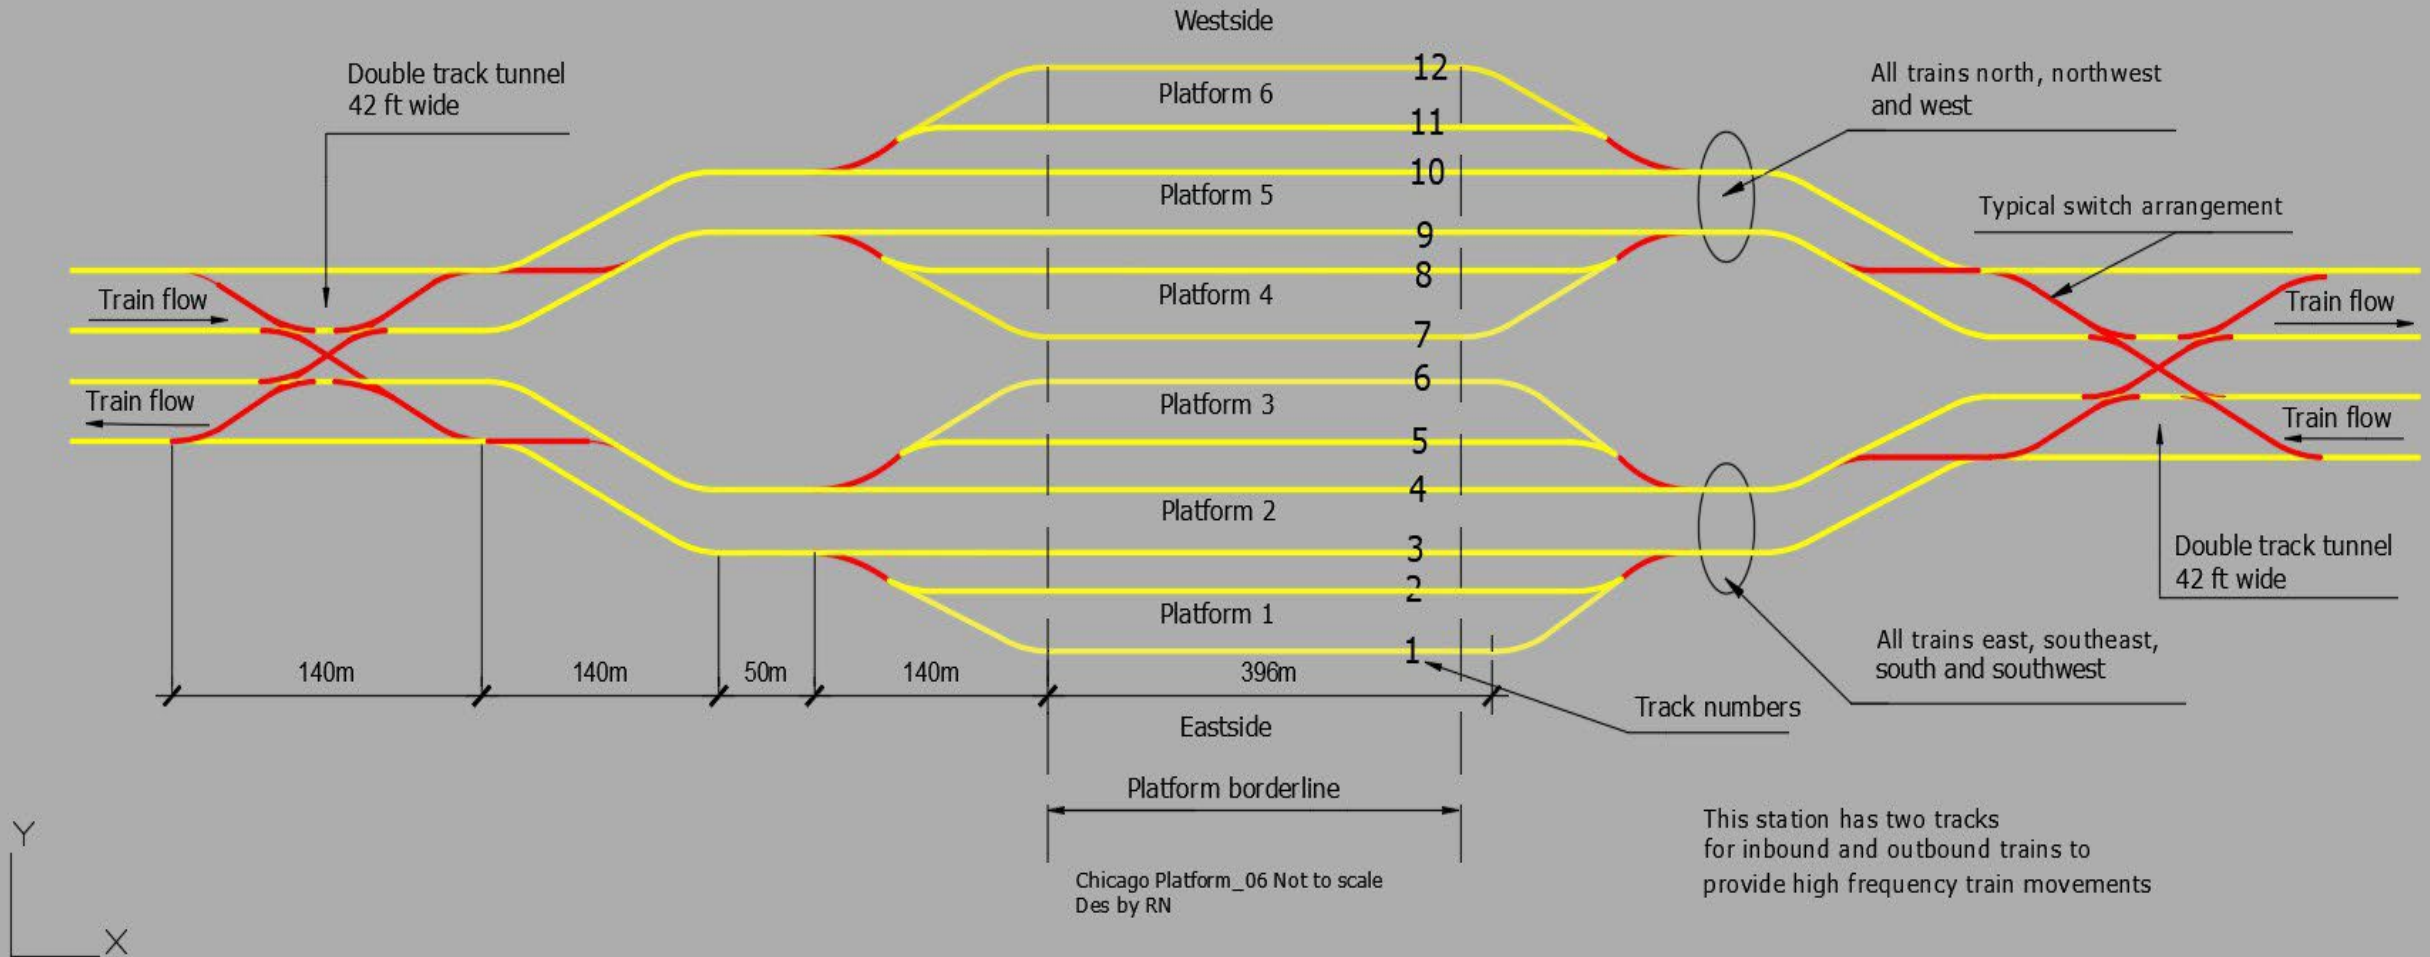 Westside
Double track tunnel
42 ft wide
12
Platform 6
11
10
Platform 5
9
8
Platform 4
7
6
Platform 3
5
4
Platform 2
3
2
Platform 1
1
All trains north, northwest
and west
Typical switch arrangement
Train flow
Train flow
Train flow
Train flow
Double track tunnel
42 ft wide
All trains east, southeast,
south and southwest
140m
140m
50m
140m
396m
Track numbers
Eastside
Platform borderline
Chicago Platform_06 Not to scale
Des by RN
This station has two tracks
for inbound and outbound trains to
provide high frequency train movements
Y
X